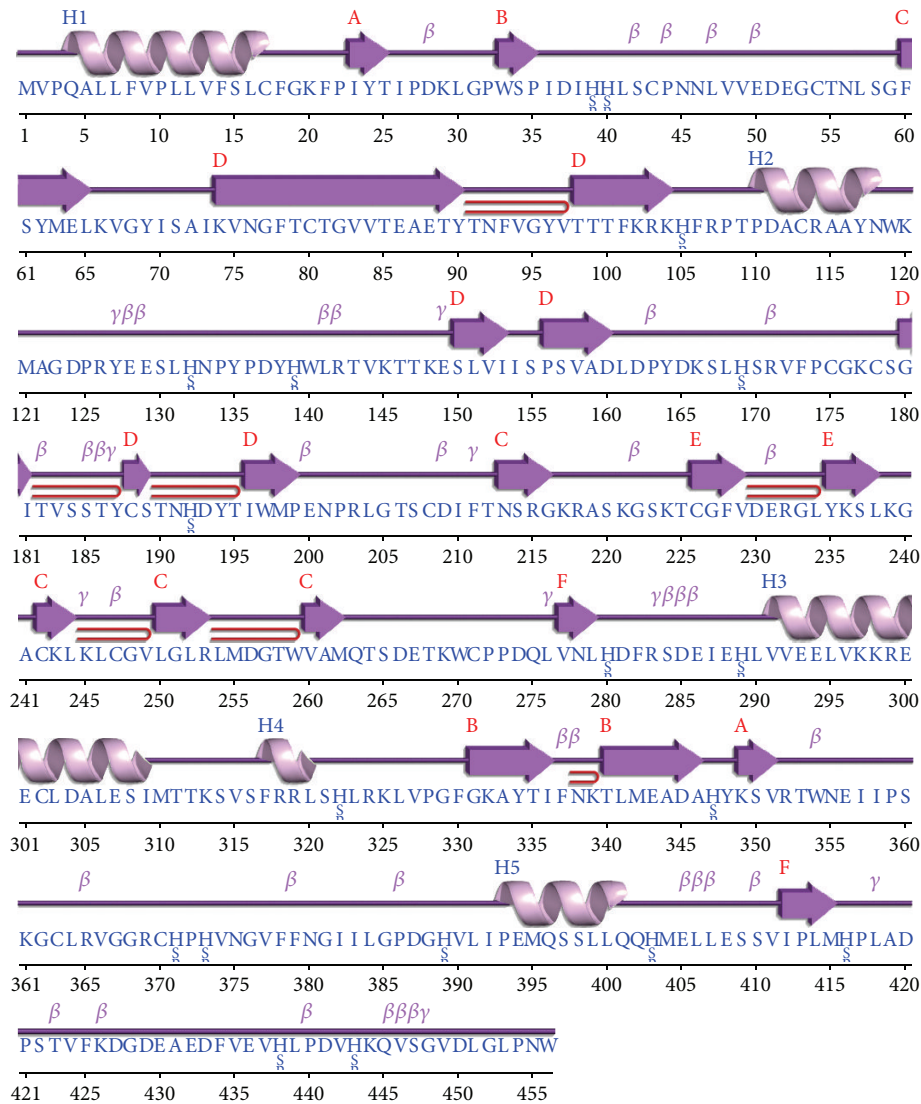 H1 A β B β β β β C
MVPQALLFVPLLVFSLCFGKFPIYTIPDKLGPWSPIDIHHLSCPNNLVVEDEGCTNLSGF
S S
1 5 10 15 20 25 30 35 40 45 50 55 60
D D H2
SYMELKVGYISAIKVNGFTCTGVVTEAETYTNFVGYVTTTFKRKHFRPTPDACRAAYNWK
S
61 65 70 75 80 85 90 95 100 105 110 115 120
γββ ββ γ D D β β D
MAGDPRYEESLHNPYPDYHWLRTVKTTKESLVIISPSVADLDPYDKSLHSRVFPCGKCSG
S S S
121 125 130 135 140 145 150 155 160 165 170 175 180
β ββγ D D β β γ C β E β E
ITVSSTYCSTNHDYTIWMPENPRLGTSCDIFTNSRGKRASKGSKTCGFVDERGLYKSLKG
S
181 185 190 195 200 205 210 215 220 225 230 235 240
C γ β C C γ F γβββ H3
ACKLKLCGVLGLRLMDGTWVAMQTSDETKWCPPDQLVNLHDFRSDEIEHLVVEELVKKRE
S S
241 245 250 255 260 265 270 275 280 285 290 295 300
H4 B ββ B A β
ECLDALESIMTTKSVSFRRLSHLRKLVPGFGKAYTIFNKTLMEADAHYKSVRTWNEIIPS
S S
301 305 310 315 320 325 330 335 340 345 350 355 360
β β β H5 βββ β F γ
KGCLRVGGRCHPHVNGVFFNGIILGPDGHVLIPEMQSSLLQQHMELLESSVIPLMHPLAD
S S S S S
361 365 370 375 380 385 390 395 400 405 410 415 420
β β β βββγ
PSTVFKDGDEAEDFVEVHLPDVHKQVSGVDLGLPNW
S S
421 425 430 435 440 445 450 455